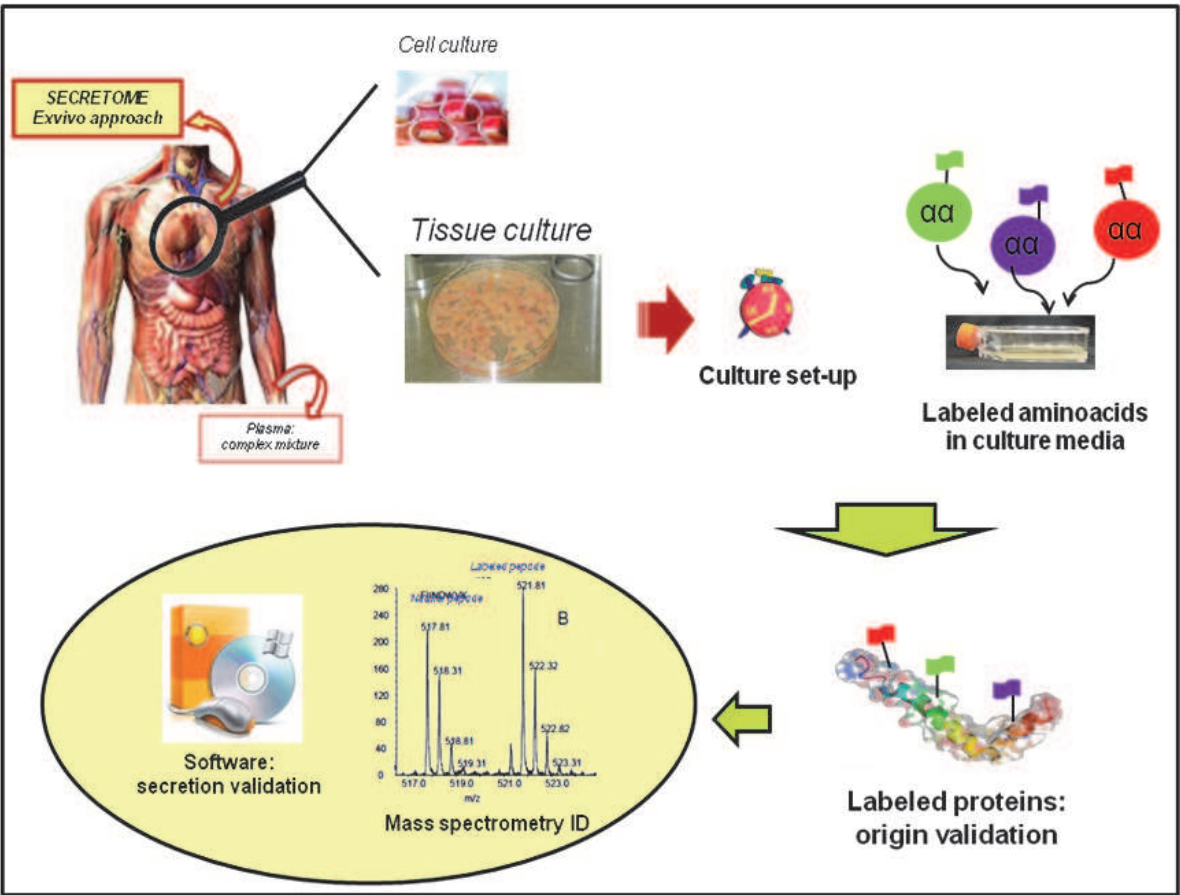 Cell culture
SECRETOME
Exvivo approach
Tissue culture
αα
αα
αα
Culture set-up
Labeled aminoacids
in culture media
Plasma:
complex mixture
Labeled pepide
Native pepide
B
280
240
200
160
120
80
40
0
517.81
518.31
518.81
519.31
521.81
522.32
522.82
523.31
517.0
519.0
521.0
523.0
m/z
Mass spectrometry ID
Software:
secretion validation
Labeled proteins:
origin validation